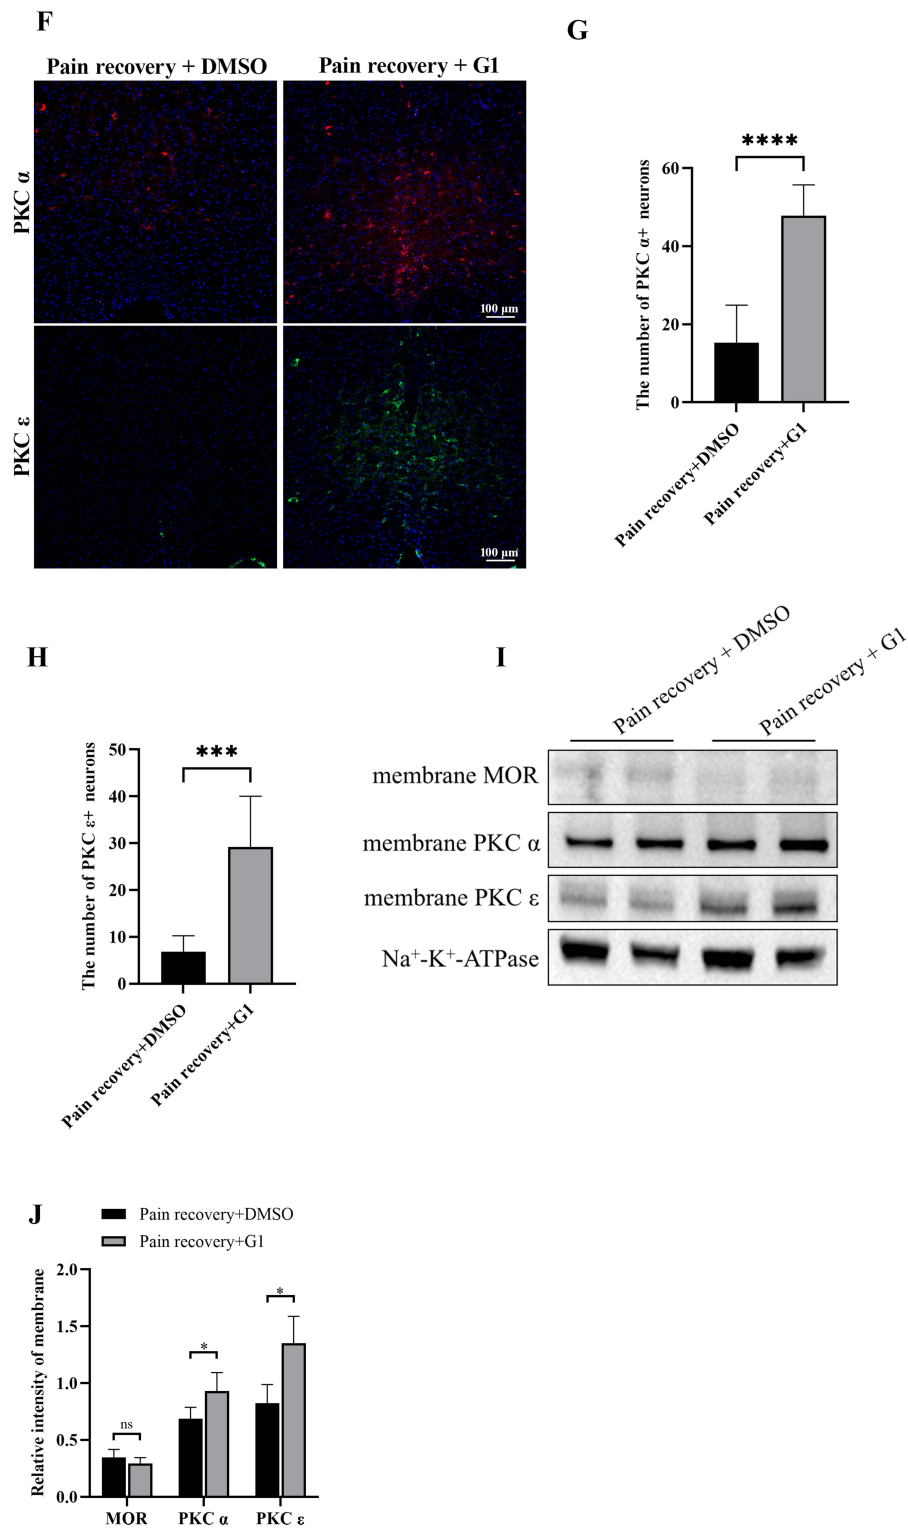 F
Pain recovery + DMSO
Pain recovery + G1
PKC α
100 μm
PKC ε
100 μm
G
****
The number of PKC α+ neurons
60
40
20
0
Pain recovery+DMSO
Pain recovery+G1
H
***
The number of PKC ε+ neurons
50
40
30
20
10
0
Pain recovery+DMSO
Pain recovery+G1
I
Pain recovery + DMSO
Pain recovery + G1
membrane MOR
membrane PKC α
membrane PKC ε
Na⁺-K⁺-ATPase
J
Pain recovery+DMSO
Pain recovery+G1
Relative intensity of membrane
2.0
1.5
1.0
0.5
0.0
ns
*
*
MOR
PKC α
PKC ε